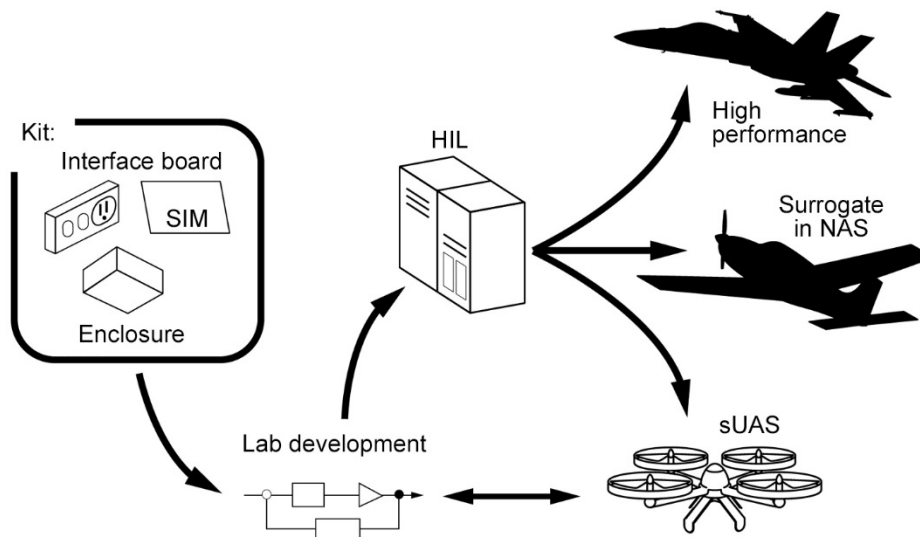 Kit:
Interface board
SIM
Enclosure
Lab development
HIL
High
performance
Surrogate
in NAS
sUAS